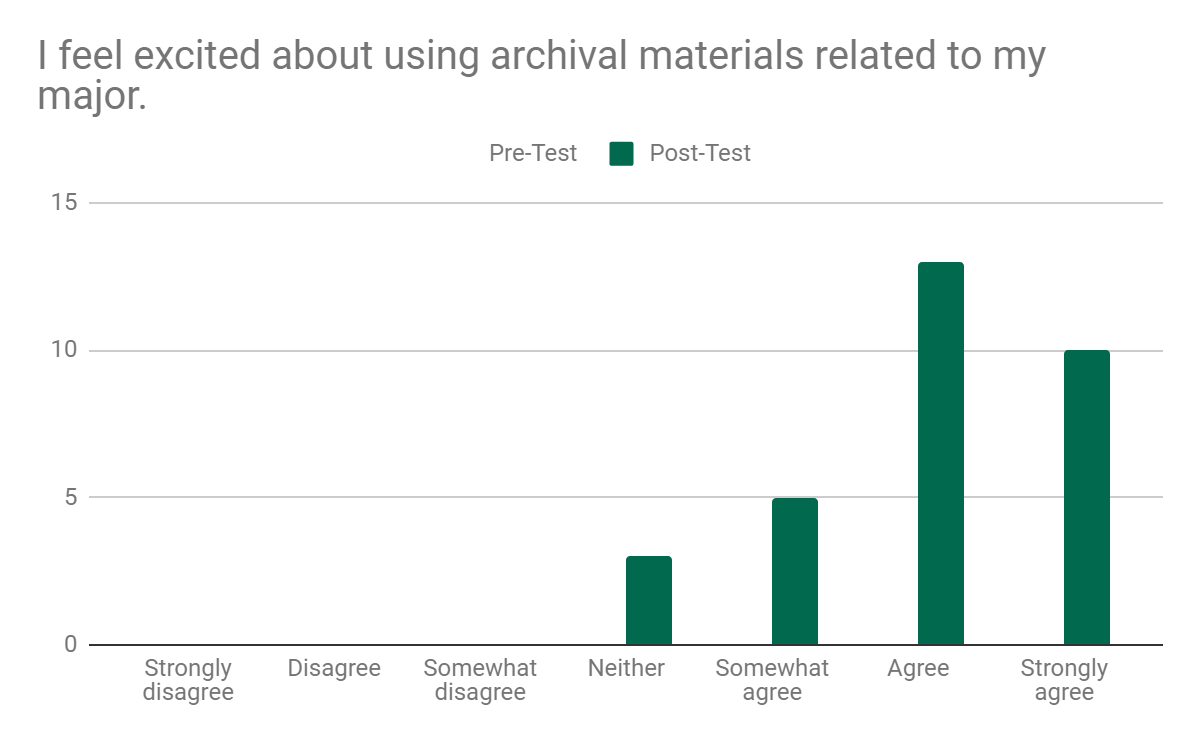 I feel excited about using archival materials related to my
major.
Pre-Test Post-Test
15
10
5
0
Strongly disagree
Disagree
Somewhat disagree
Neither
Somewhat agree
Agree
Strongly agree